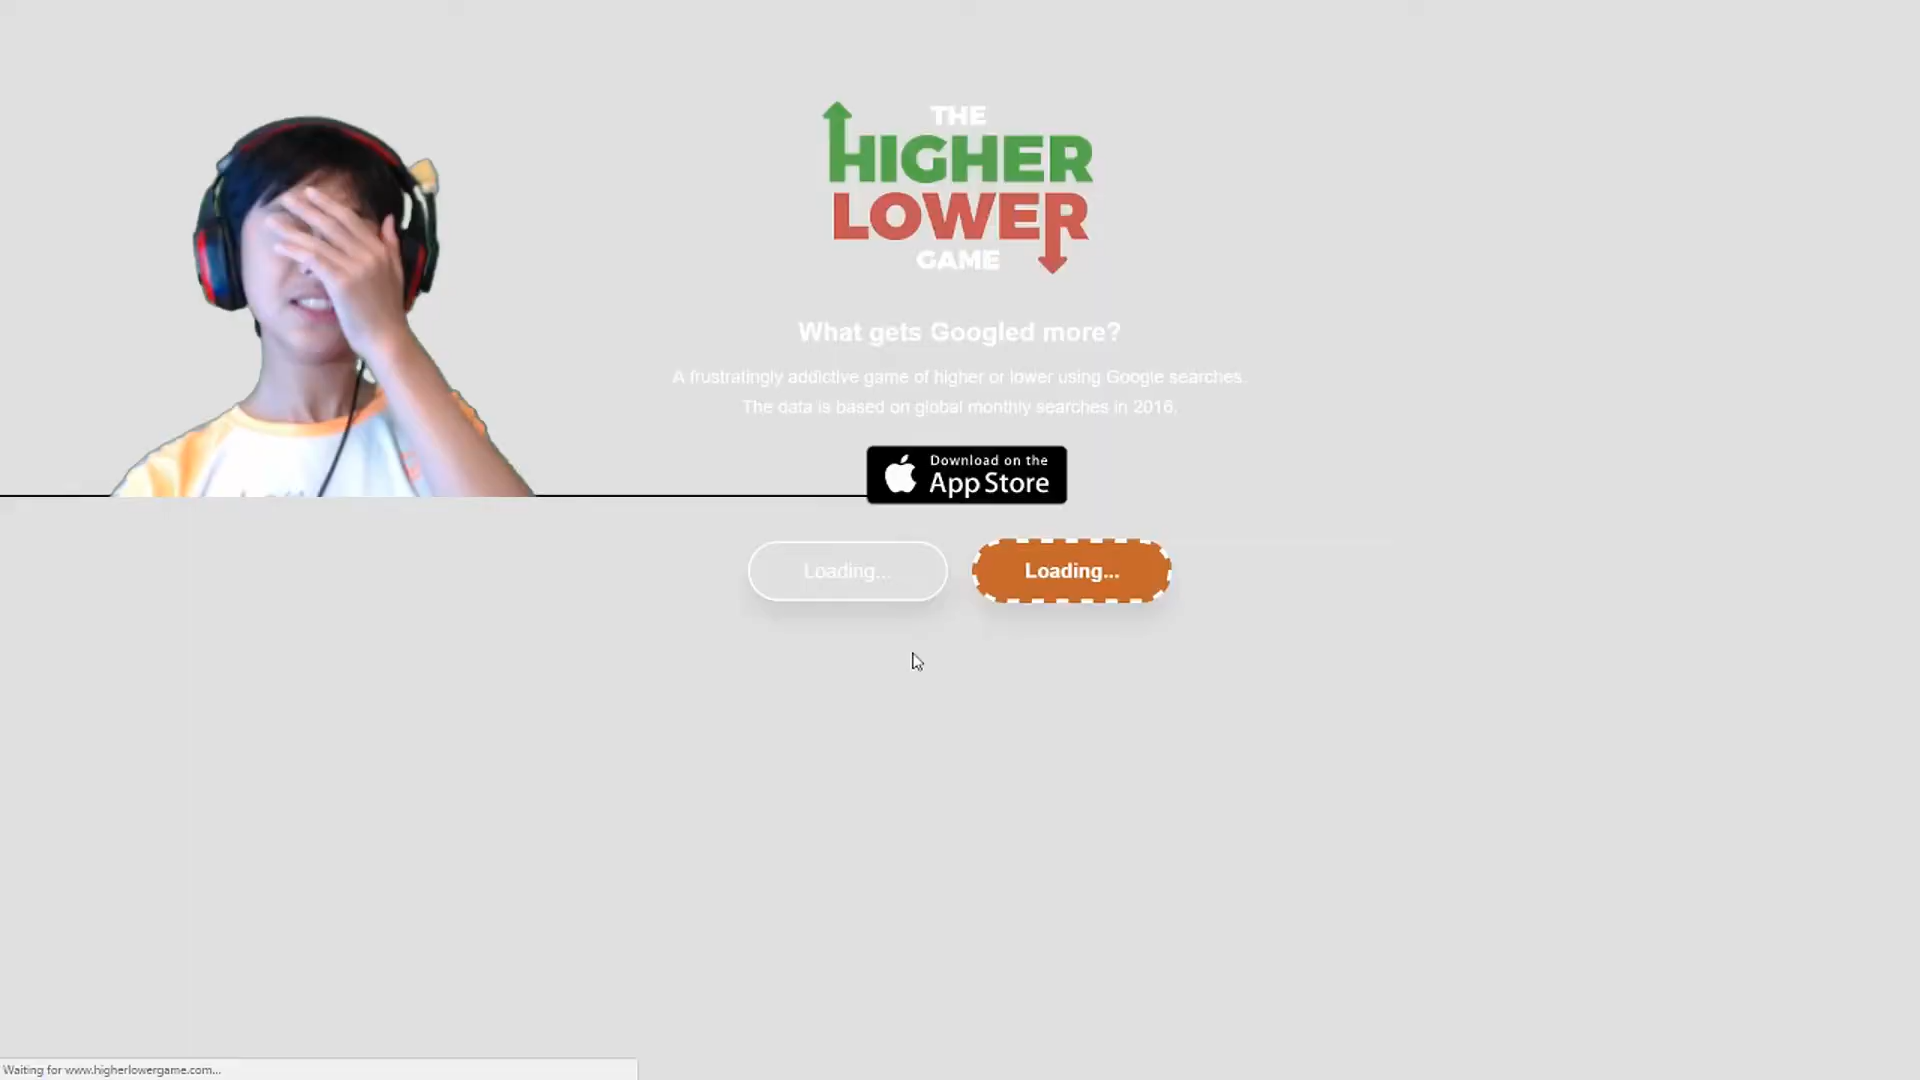 THE
HIGHER
LOWER
GAME
What gets Googled more?
A frustratingly addictive game of higher or lower using Google searches.
The data is based on global monthly searches in 2016.
Download on the
App Store
Loading...
Loading...
Waiting for www.higherlowergame.com...